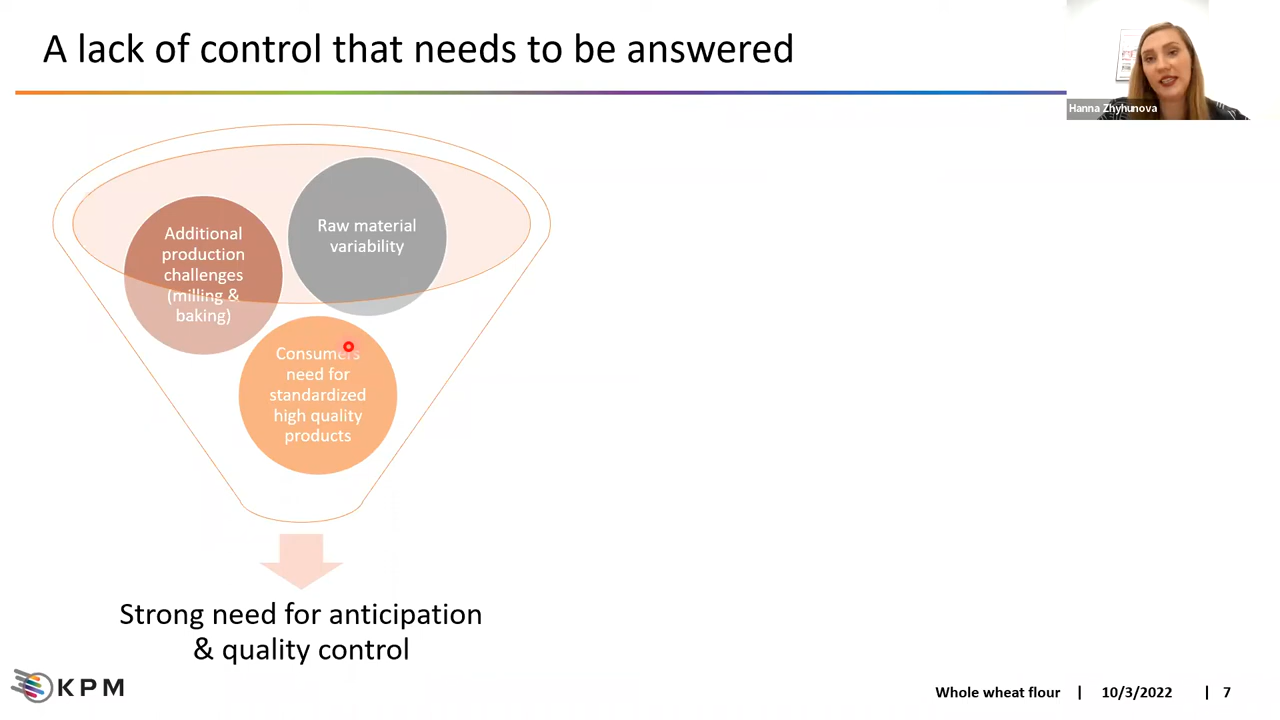 A lack of control that needs to be answered
Hanna Zhyhunova
Additional
production
challenges
(milling &
baking)
Raw material
variability
Consumers
need for
standardized
high quality
products
Strong need for anticipation
& quality control
KPM
Whole wheat flour | 10/3/2022 | 7